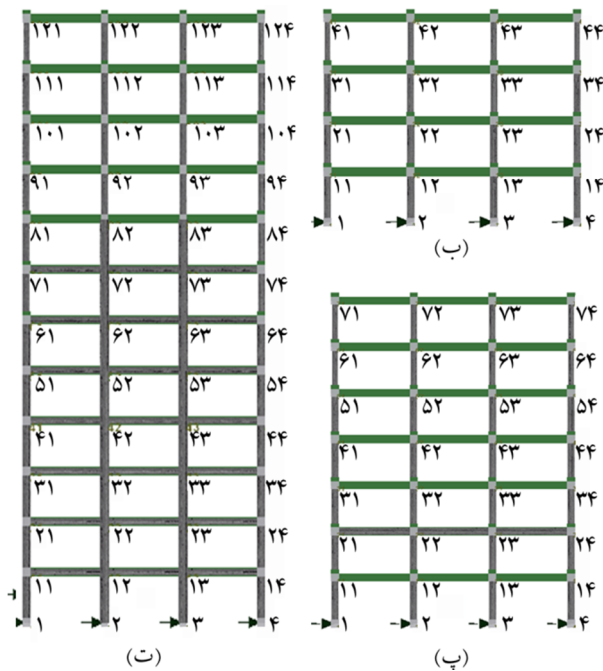 ۱۲۱ ۱۲۲ ۱۲۳ ۱۲۴
۱۱۱ ۱۱۲ ۱۱۳ ۱۱۴
۱۰۱ ۱۰۲ ۱۰۳ ۱۰۴
۹۱ ۹۲ ۹۳ ۹۴
۸۱ ۸۲ ۸۳ ۸۴
۷۱ ۷۲ ۷۳ ۷۴
۶۱ ۶۲ ۶۳ ۶۴
۵۱ ۵۲ ۵۳ ۵۴
۴۱ ۴۲ ۴۳ ۴۴
۳۱ ۳۲ ۳۳ ۳۴
۲۱ ۲۲ ۲۳ ۲۴
۱۱ ۱۲ ۱۳ ۱۴
۱ ۲ ۳ ۴
(ت)
۴۱ ۴۲ ۴۳ ۴۴
۳۱ ۳۲ ۳۳ ۳۴
۲۱ ۲۲ ۲۳ ۲۴
۱۱ ۱۲ ۱۳ ۱۴
۱ ۲ ۳ ۴
(ب)
۷۱ ۷۲ ۷۳ ۷۴
۶۱ ۶۲ ۶۳ ۶۴
۵۱ ۵۲ ۵۳ ۵۴
۴۱ ۴۲ ۴۳ ۴۴
۳۱ ۳۲ ۳۳ ۳۴
۲۱ ۲۲ ۲۳ ۲۴
۱۱ ۱۲ ۱۳ ۱۴
۱ ۲ ۳ ۴
(پ)